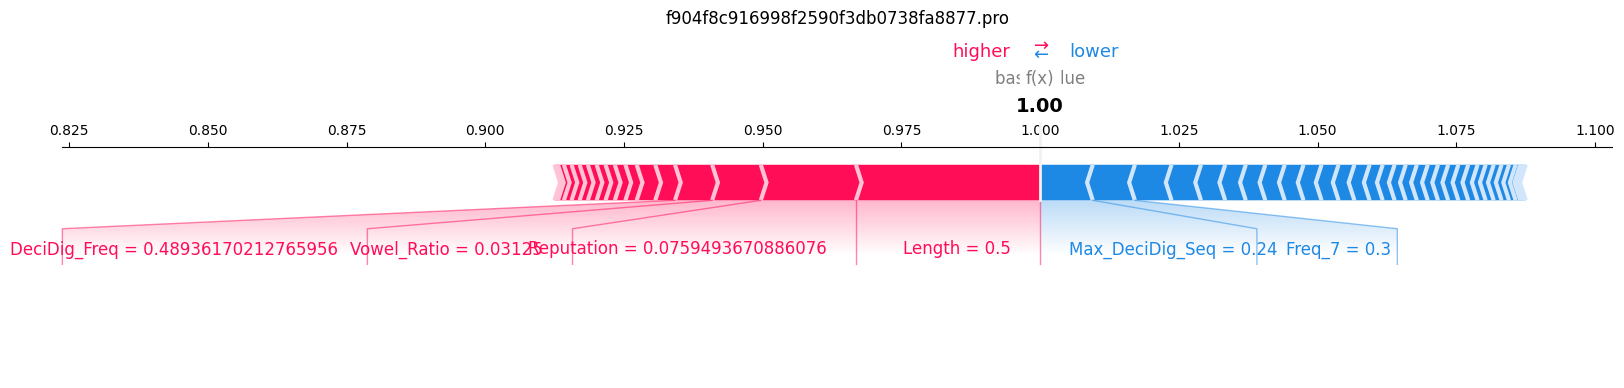 f904f8c916998f2590f3db0738fa8877.pro
higher → ← lower
bas f(x) lue
1.00
0.825 0.850 0.875 0.900 0.925 0.950 0.975 1.000 1.025 1.050 1.075 1.100
DeciDig_Freq = 0.48936170212765956 Vowel_Ratio = 0.03125 Reputation = 0.0759493670886076 Length = 0.5 Max_DeciDig_Seq = 0.24 Freq_7 = 0.3